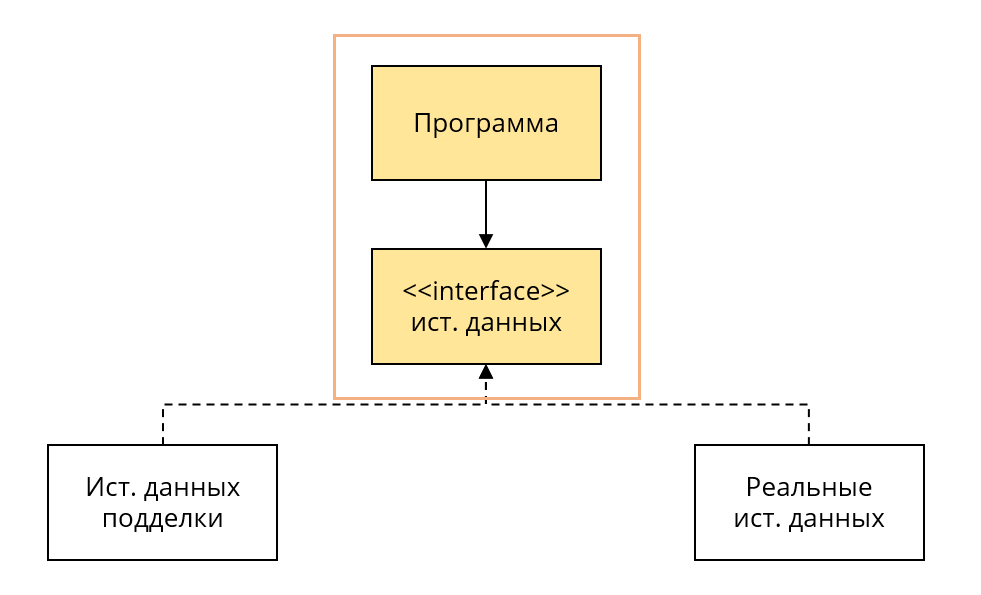 Программа
<<interface>>
ист. данных
Ист. данных
подделки
Реальные
ист. данных